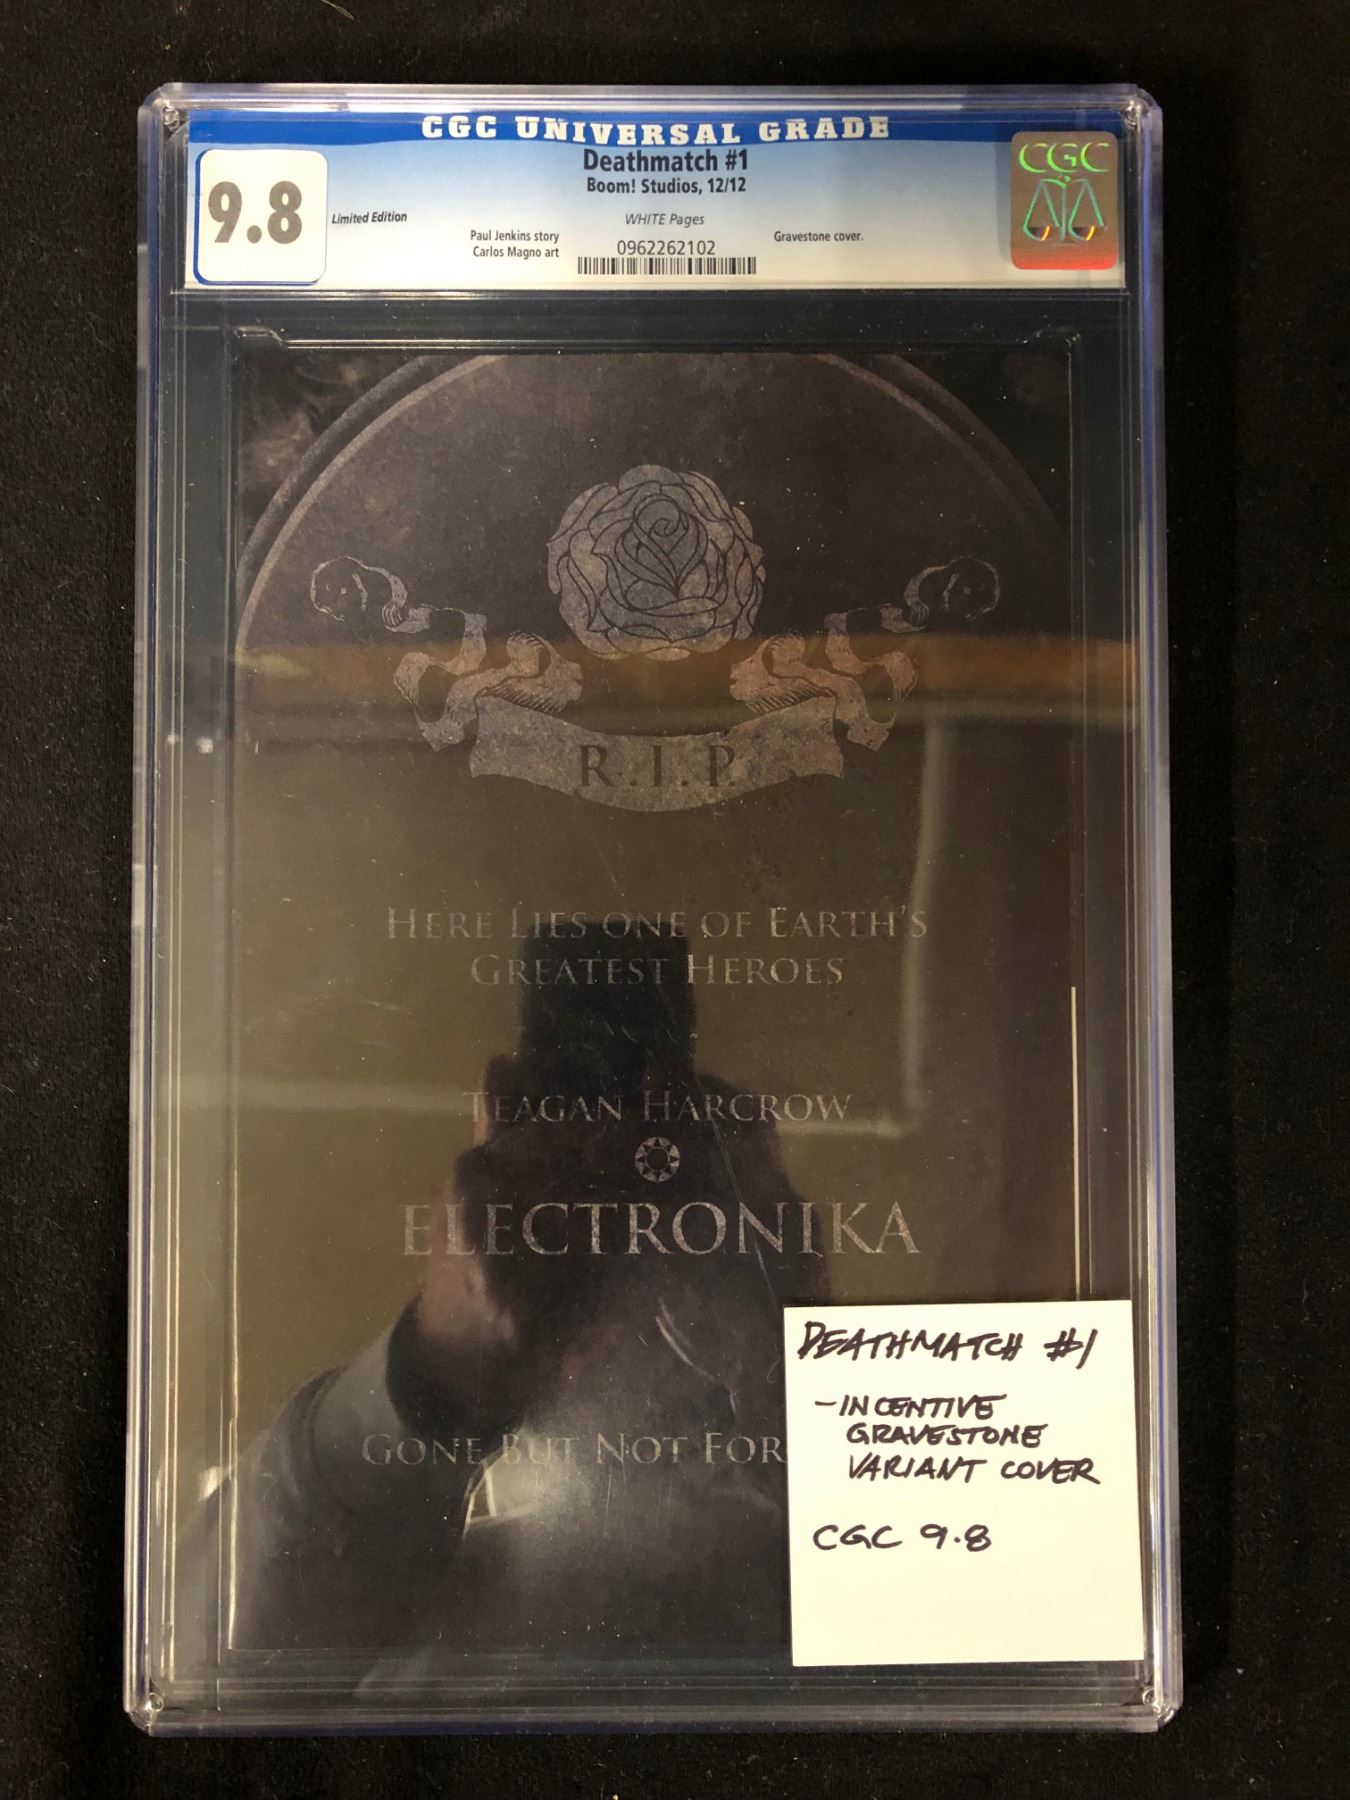 CGC UNIVERSAL GRADE
Deathmatch #1
Boom! Studios, 12/12
9.8
Limited Edition
WHITE Pages
Paul Jenkins story
Carlos Magno art
0962262102
Gravestone cover.
CGC
R.I.P.
HERE LIES ONE OF EARTH'S
GREATEST HEROES
TEAGAN HARCROW
ELECTRONIKA
GONE BUT NOT FOR
DEATHMATCH #1
-INCENTIVE
GRAVESTONE
VARIANT COVER
CGC 9.8